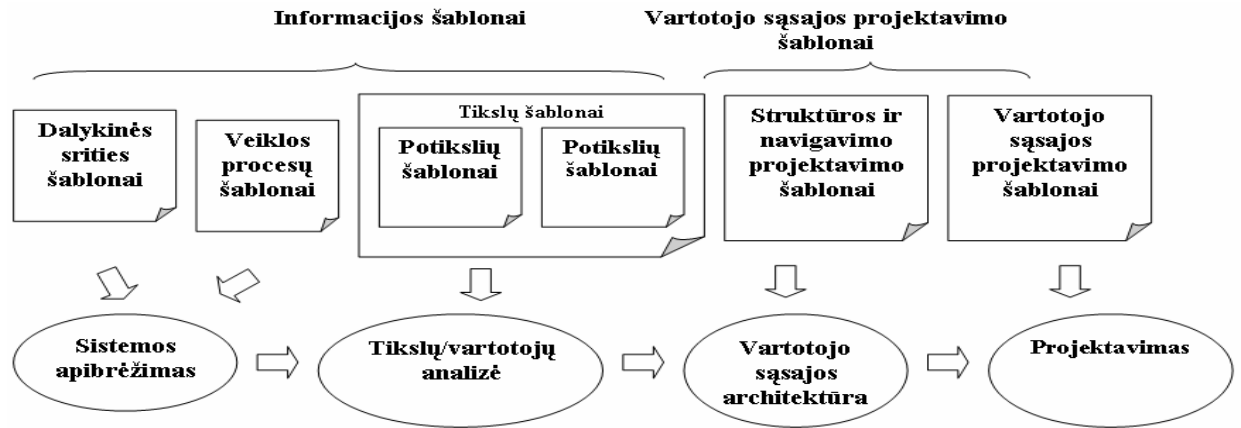 Informacijos šablonai
Vartotojo sąsajos projektavimo
šablonai
Dalykinės
srities
šablonai
Veiklos
procesų
šablonai
Tikslų šablonai
Potikslių
šablonai
Potikslių
šablonai
Struktūros ir
navigavimo
projektavimo
šablonai
Vartotojo
sąsajos
projektavimo
šablonai
Sistemos
apibrėžimas
Tikslų/vartotojų
analizė
Vartotojo
sąsajos
architektūra
Projektavimas